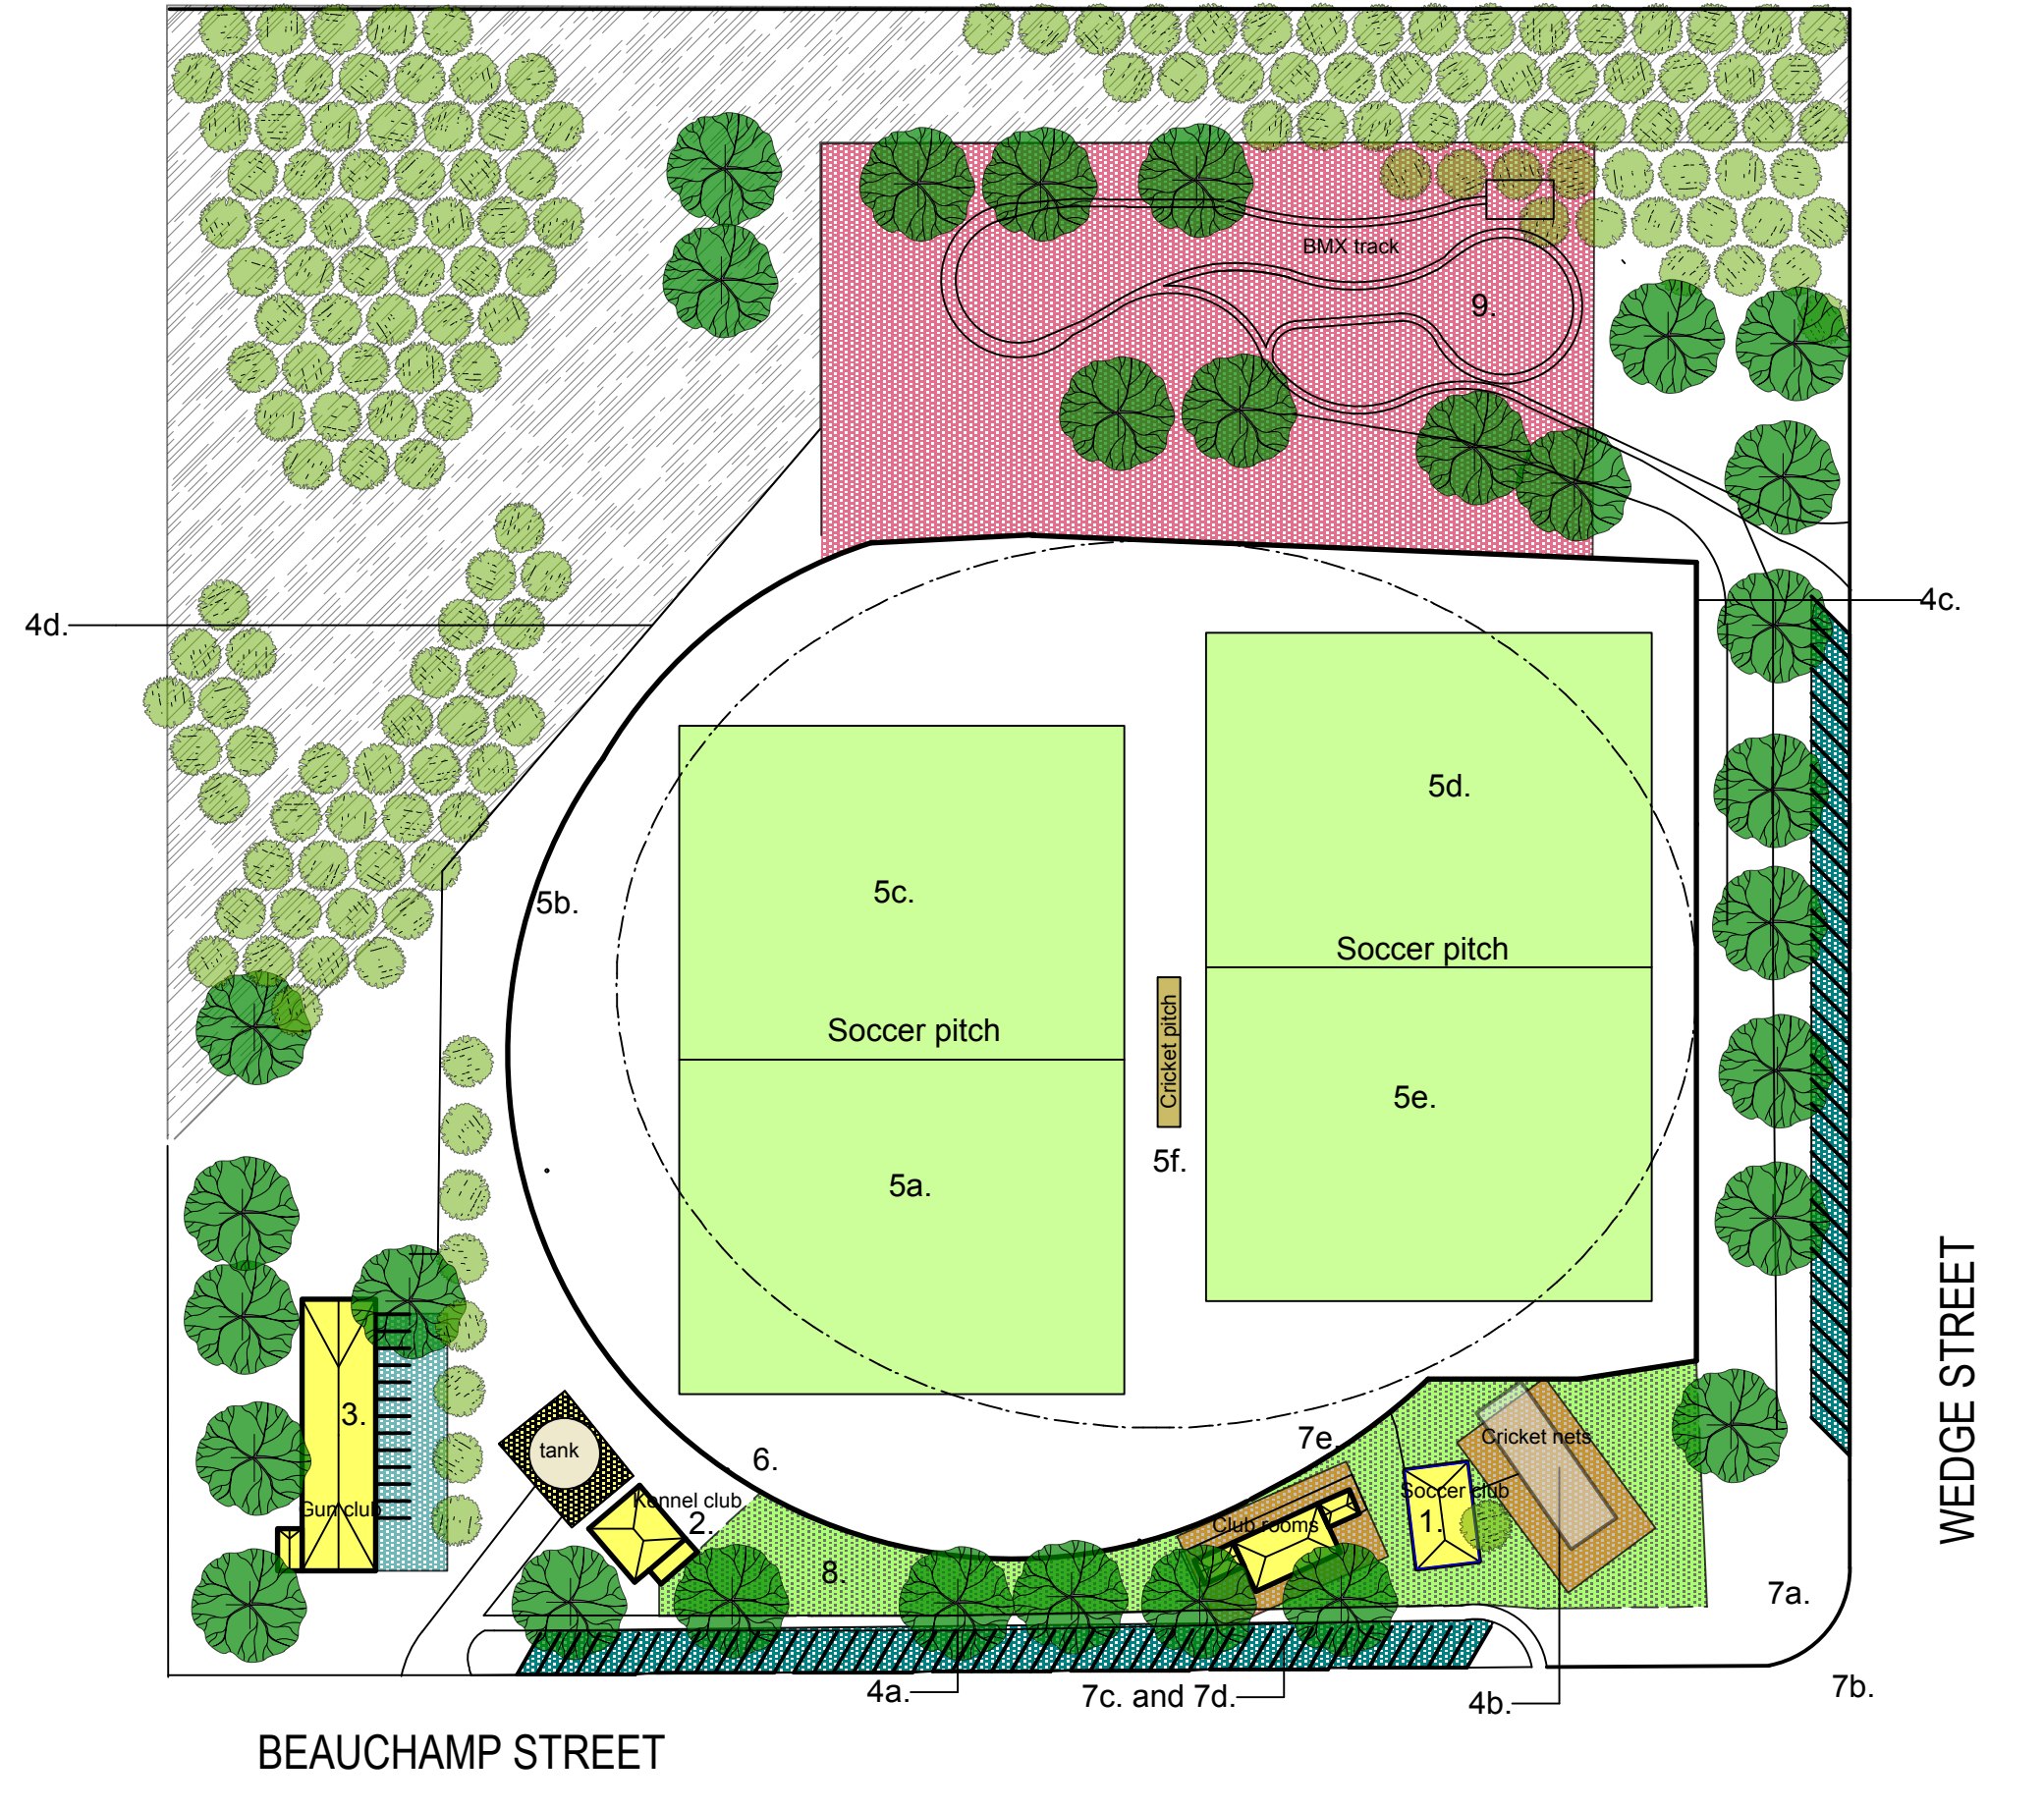 BMX track
9.
4d.
4c.
5d.
5c.
5b.
Soccer pitch
Soccer pitch
Cricket pitch
5e.
5f.
5a.
3.
Gun club
tank
6.
Kennel club
2.
8.
7e.
Club rooms
Cricket nets
Soccer club
1.
7a.
7b.
4a.
7c. and 7d.
4b.
WEDGE STREET
BEAUCHAMP STREET